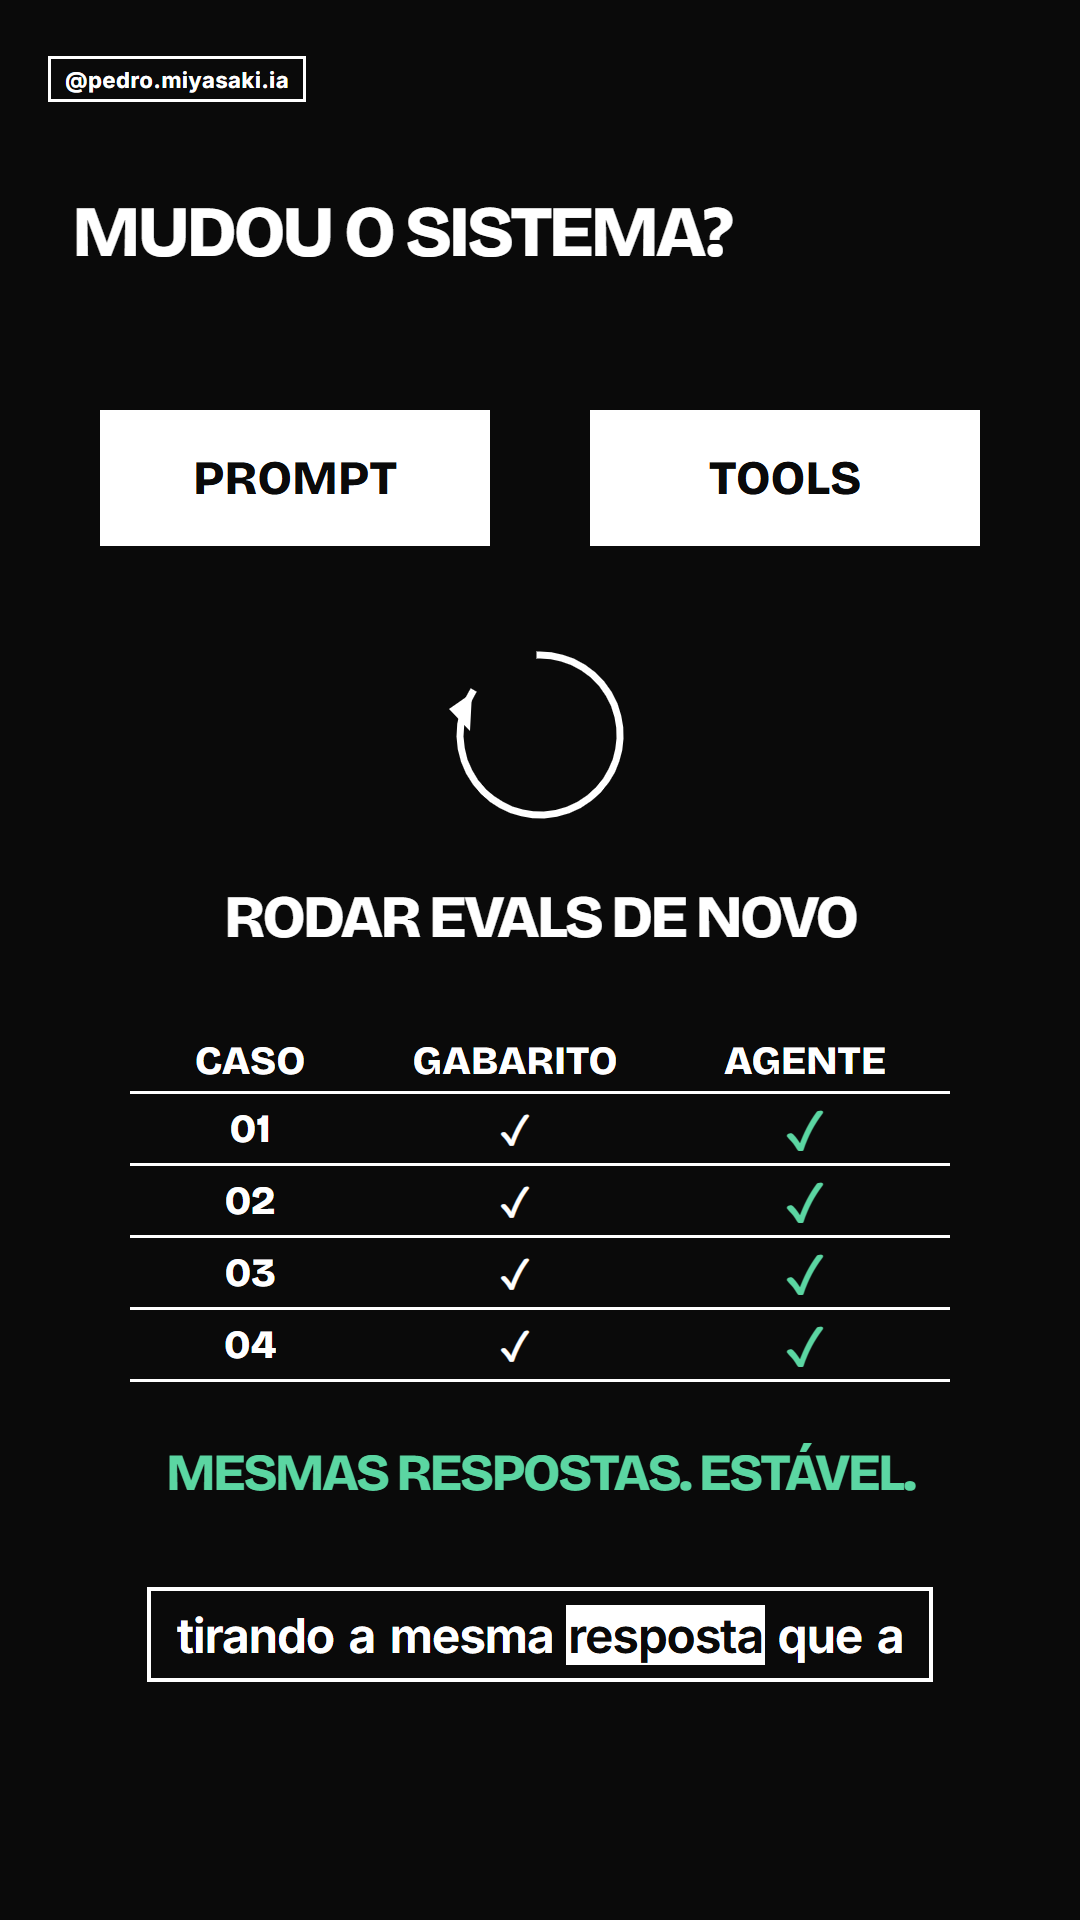 @pedro.miyasaki.ia
MUDOU O SISTEMA?
PROMPT TOOLS
RODAR EVALS DE NOVO
CASO GABARITO AGENTE
01 ✓ ✓
02 ✓ ✓
03 ✓ ✓
04 ✓ ✓
MESMAS RESPOSTAS. ESTÁVEL.
tirando a mesma resposta que a